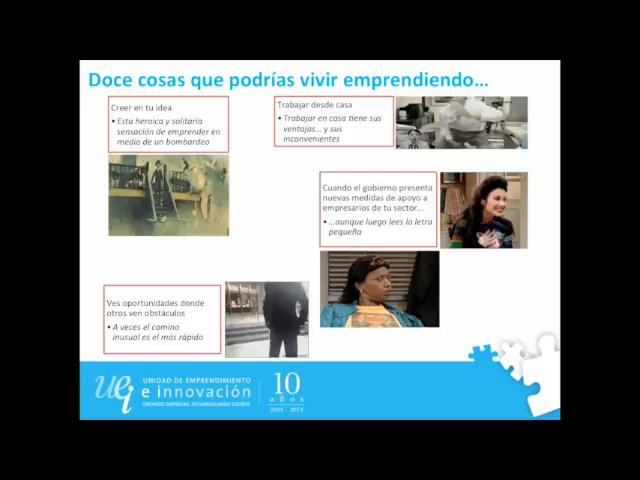 Doce cosas que podrías vivir emprendiendo...
Creer en tu idea
• Esta heroica y solitaria
sensación de emprender en
medio de un bombardeo
Trabajar desde casa
• Trabajar en casa tiene sus
ventajas... y sus
inconvenientes
Cuando el gobierno presenta
nuevas medidas de apoyo a
empresarios de tu sector...
• ...aunque luego lees la letra
pequeña
Ves oportunidades donde
otros ven obstáculos
• A veces el camino
inusual es el más rápido
uei
UNIDAD DE EMPRENDIMIENTO
e innovación
CREANDO EMPRESAS, DESARROLLANDO SUEÑOS
10
años
2004 2014